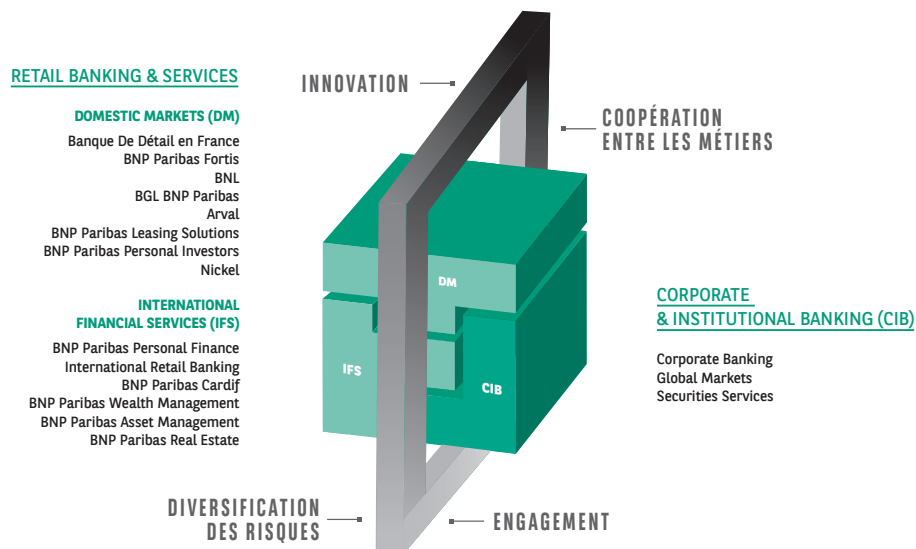 RETAIL BANKING & SERVICES
DOMESTIC MARKETS (DM)
Banque De Détail en France
BNP Paribas Fortis
BNL
BGL BNP Paribas
Arval
BNP Paribas Leasing Solutions
BNP Paribas Personal Investors
Nickel
INTERNATIONAL
FINANCIAL SERVICES (IFS)
BNP Paribas Personal Finance
International Retail Banking
BNP Paribas Cardif
BNP Paribas Wealth Management
BNP Paribas Asset Management
BNP Paribas Real Estate
INNOVATION
COOPÉRATION
ENTRE LES MÉTIERS
DM
IFS
CIB
CORPORATE
& INSTITUTIONAL BANKING (CIB)
Corporate Banking
Global Markets
Securities Services
DIVERSIFICATION
DES RISQUES
ENGAGEMENT